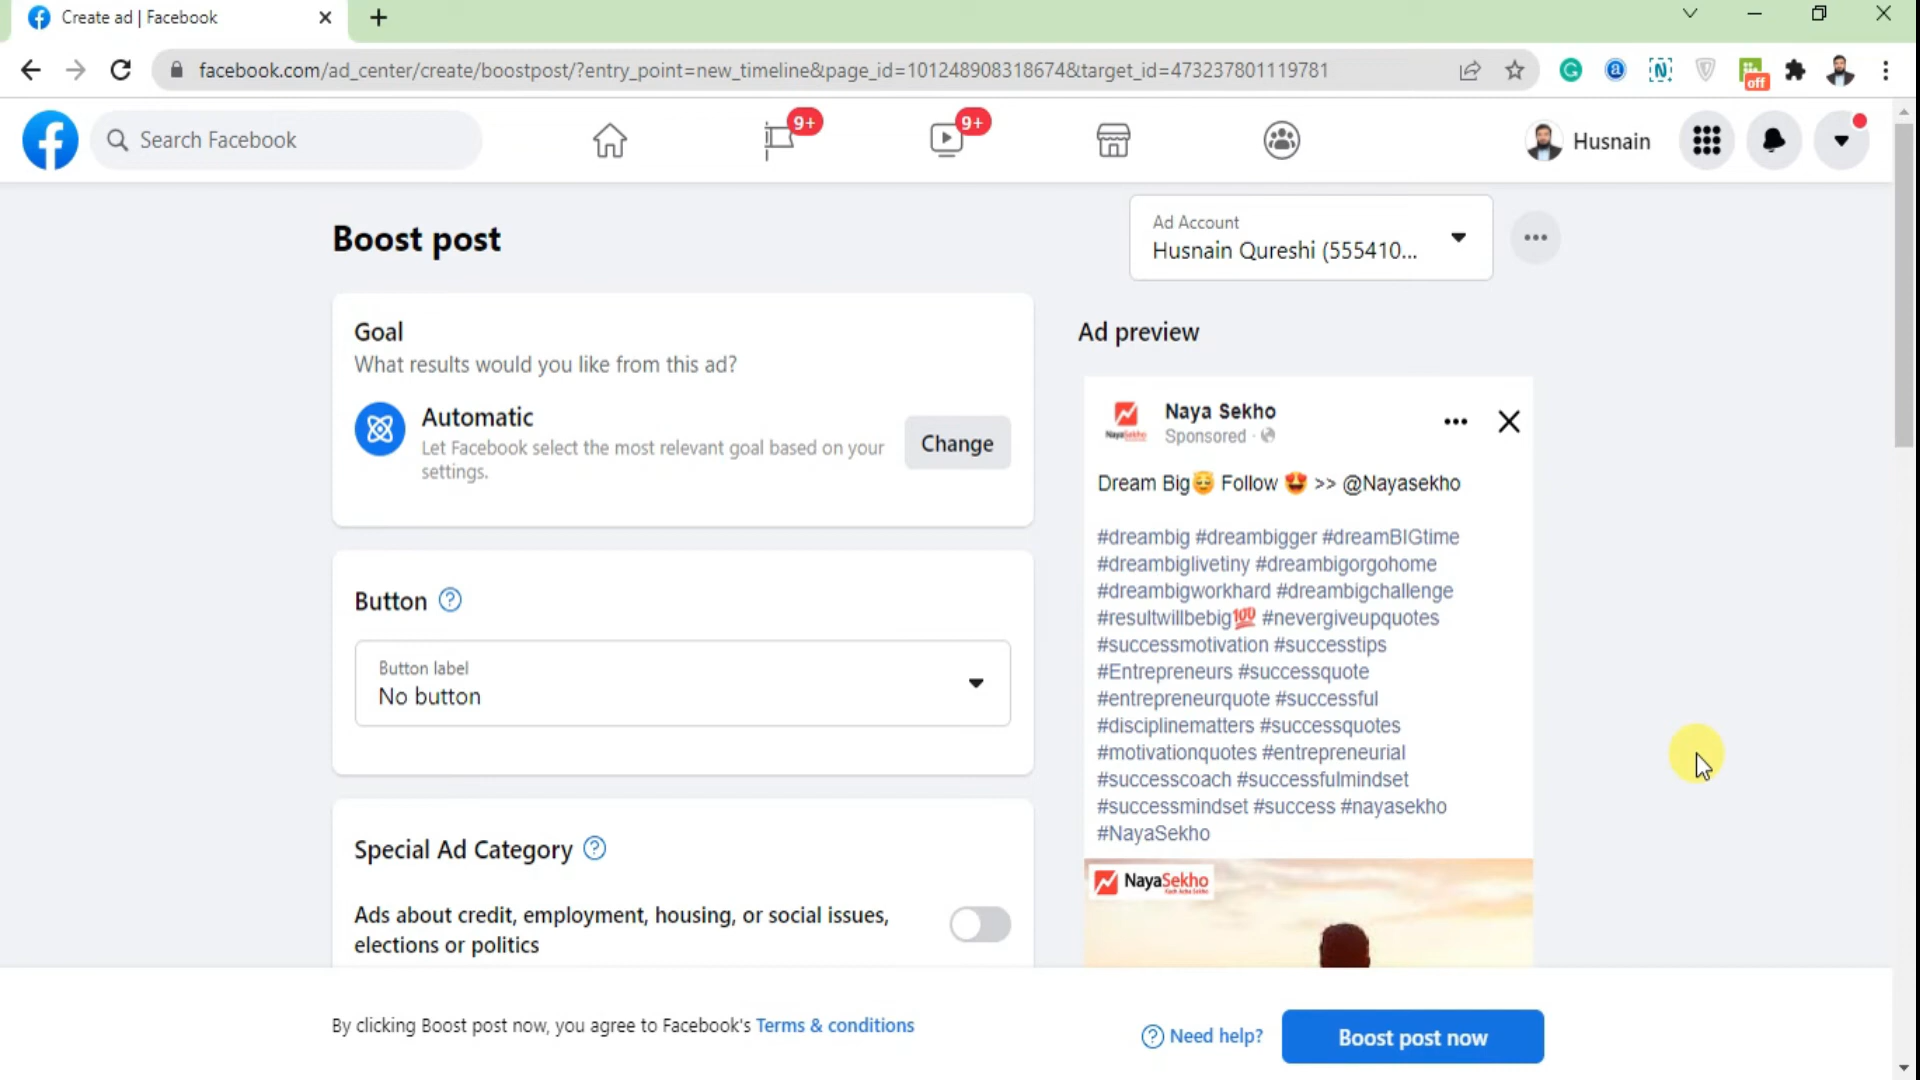 Create ad | Facebook
facebook.com/ad_center/create/boostpost/?entry_point=new_timeline&page_id=101248908318674&target_id=473237801119781
off
Search Facebook
9+
9+
Husnain
Boost post
Ad Account
Husnain Qureshi (555410...
Goal
What results would you like from this ad?
Automatic
Let Facebook select the most relevant goal based on your
settings.
Change
Button
Button label
No button
Special Ad Category
Ads about credit, employment, housing, or social issues,
elections or politics
Ad preview
NayaSekho
Naya Sekho
Sponsored ·
Dream Big😇 Follow 🤩 >> @Nayasekho
#dreambig #dreambigger #dreamBIGtime
#dreambiglivetiny #dreambigorgohome
#dreambigworkhard #dreambigchallenge
#resultwillbebig💯 #nevergiveupquotes
#successmotivation #successtips
#Entrepreneurs #successquote
#entrepreneurquote #successful
#disciplinematters #successquotes
#motivationquotes #entrepreneurial
#successcoach #successfulmindset
#successmindset #success #nayasekho
#NayaSekho
NayaSekho
By clicking Boost post now, you agree to Facebook's Terms & conditions
Need help?
Boost post now